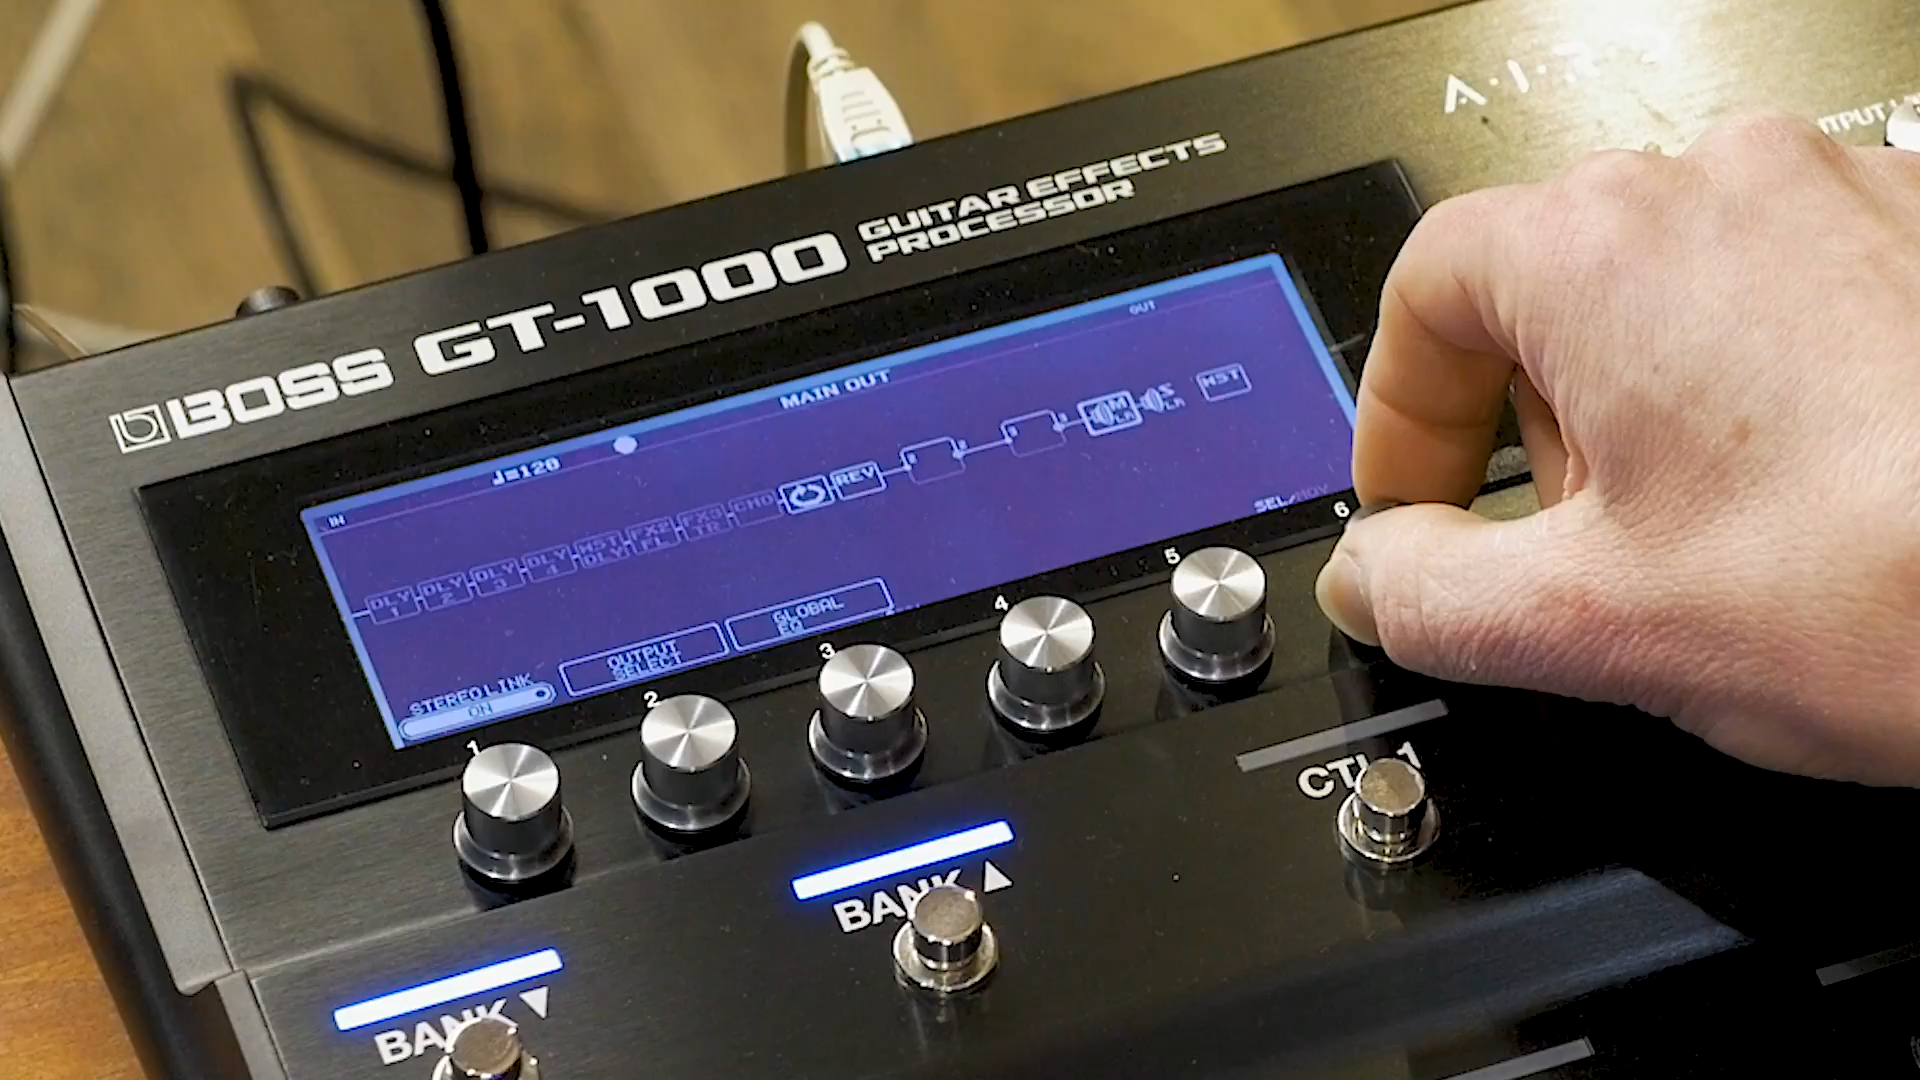 A·I·R
BOSS GT-1000 GUITAR EFFECTS
PROCESSOR
OUT
MAIN OUT
♩=120
IN
DLY 1
DLY 2
DLY 3
DLY 4
MST DLY
FX2 FL
FX3 TR
CHO
REV
M
S
MST
SEL/MOV
STEREO LINK
ON
OUTPUT
SELECT
GLOBAL
EQ
1
2
3
4
5
6
CTL 1
BANK ▲
BANK ▼